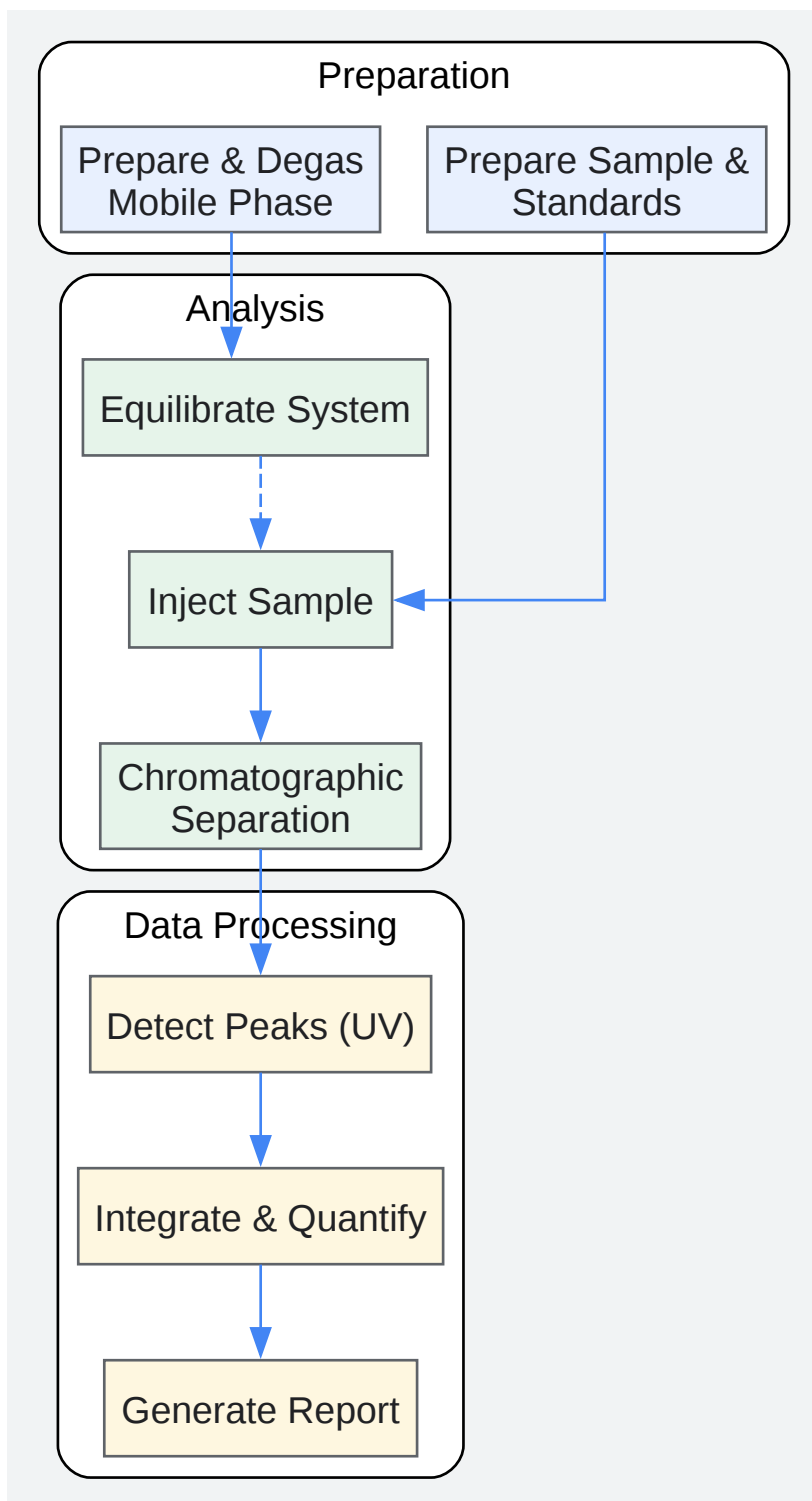 Preparation
Prepare & Degas
Mobile Phase
Prepare Sample &
Standards
Analysis
Equilibrate System
Inject Sample
Chromatographic
Separation
Data Processing
Detect Peaks (UV)
Integrate & Quantify
Generate Report